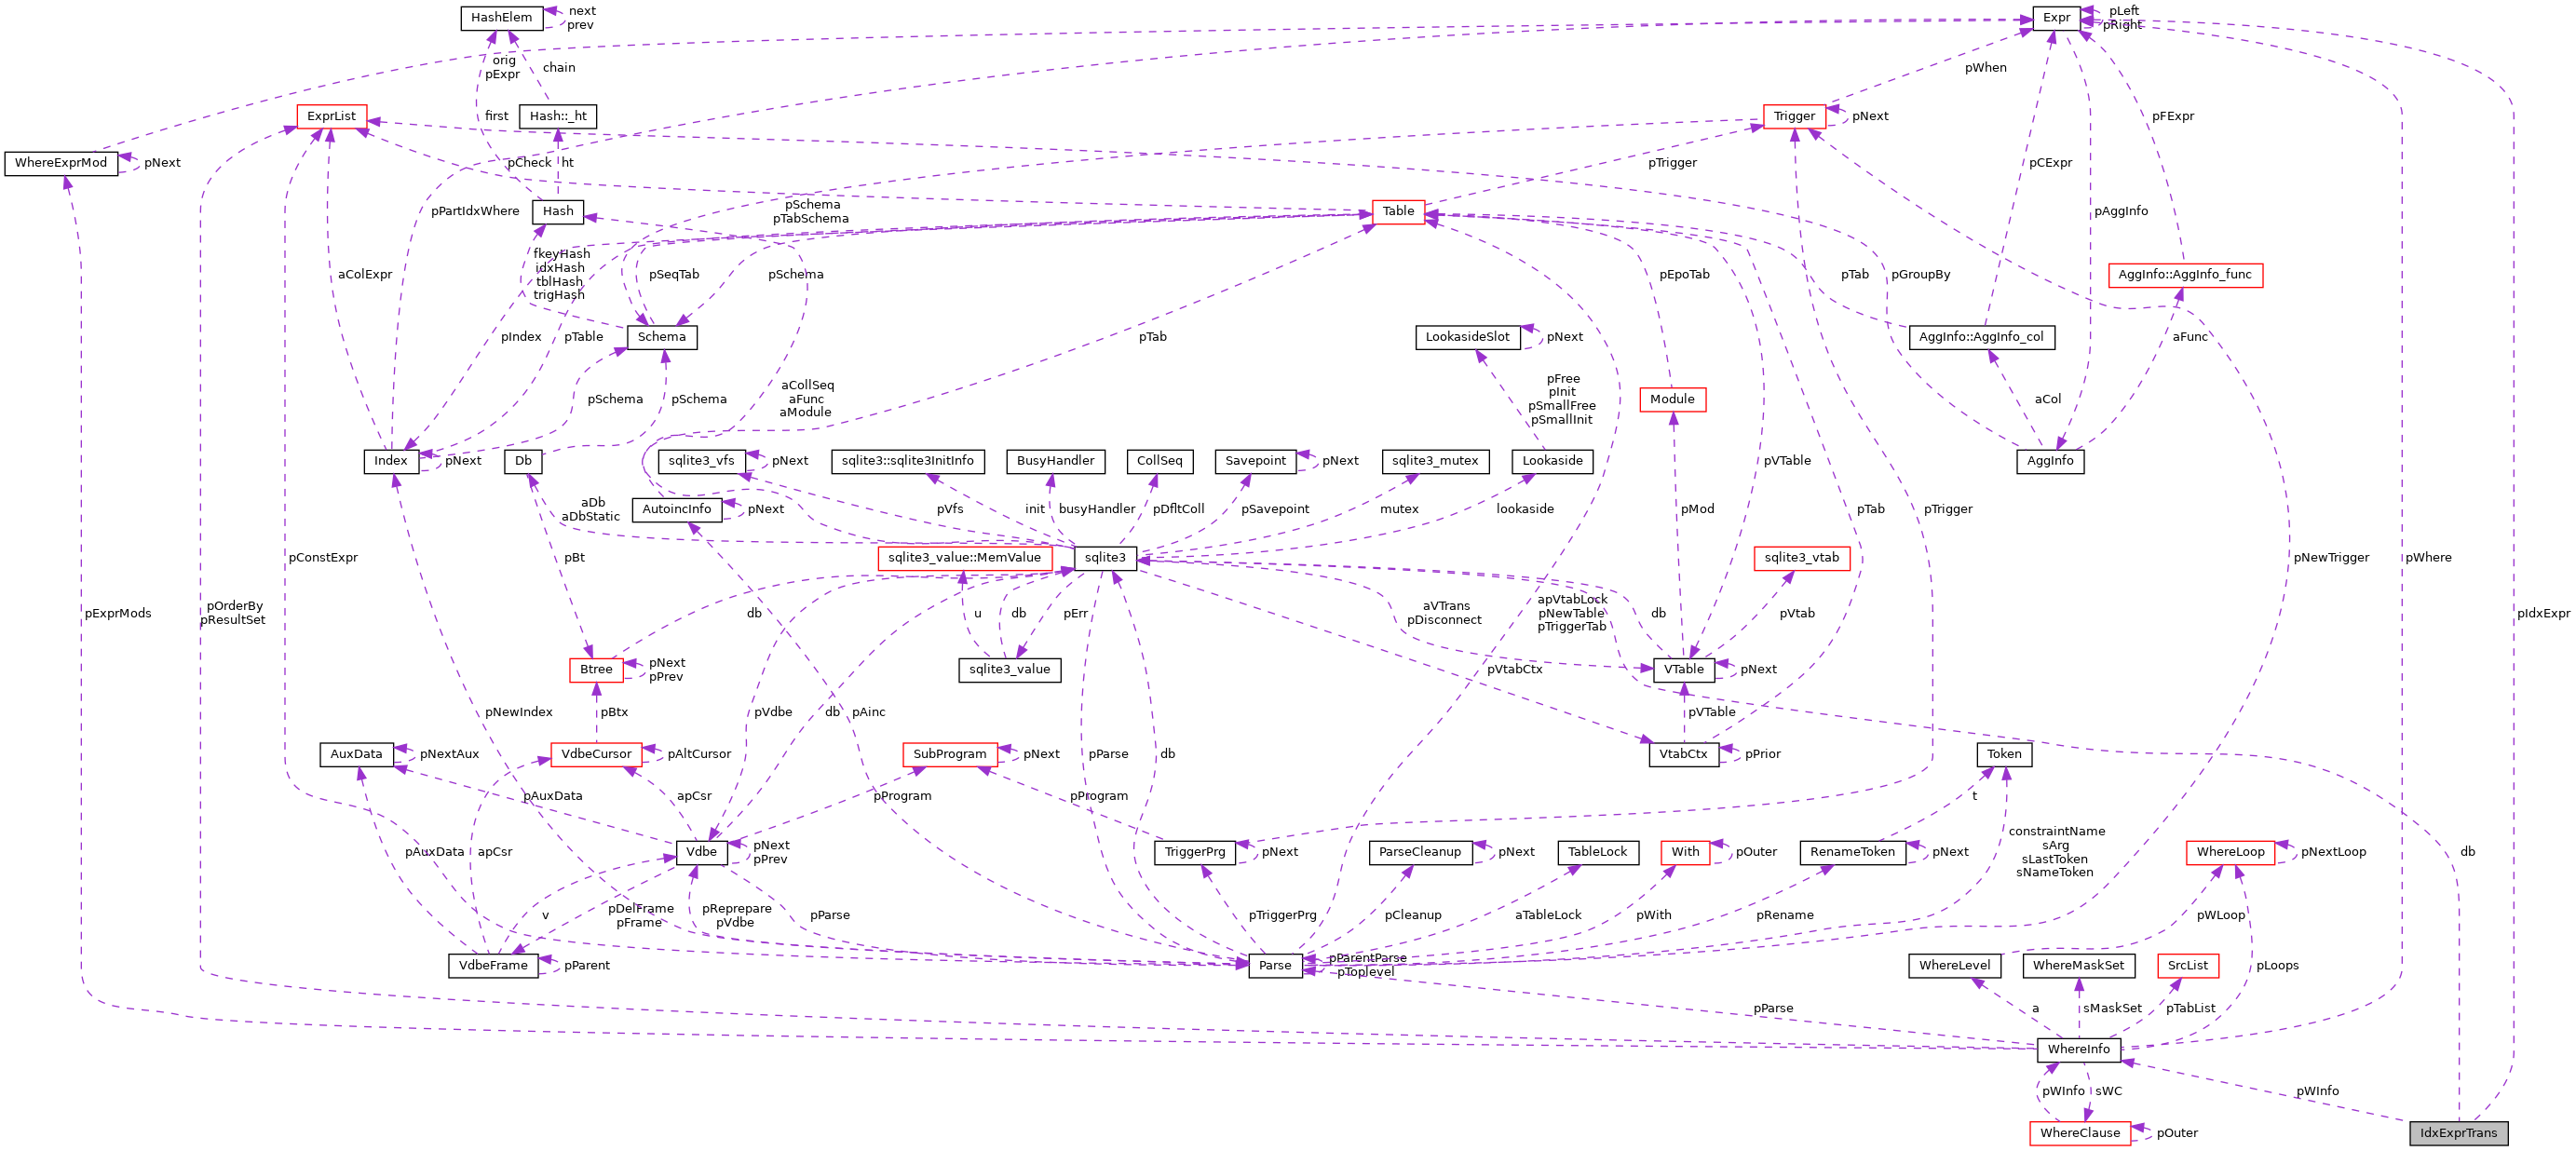 HashElem
next
prev
Expr
pLeft
pRight
orig
pExpr
chain
pWhen
ExprList
first
Hash::_ht
Trigger
pNext
pFExpr
WhereExprMod
pNext
pCheck
ht
pTrigger
pCExpr
pPartIdxWhere
Hash
pSchema
pTabSchema
Table
pAggInfo
aColExpr
fkeyHash
idxHash
tblHash
trigHash
pSeqTab
pSchema
pEpoTab
pTab
pGroupBy
AggInfo::AggInfo_func
pIndex
pTable
Schema
pTab
LookasideSlot
pNext
AggInfo::AggInfo_col
aFunc
pSchema
pSchema
aCollSeq
aFunc
aModule
pFree
pInit
pSmallFree
pSmallInit
Module
aCol
Index
pNext
Db
sqlite3_vfs
pNext
sqlite3::sqlite3InitInfo
BusyHandler
CollSeq
Savepoint
pNext
sqlite3_mutex
Lookaside
pVTable
AggInfo
aDb
aDbStatic
AutoincInfo
pNext
pVfs
init
busyHandler
pDfltColl
pSavepoint
mutex
lookaside
pMod
pTab
pTrigger
pConstExpr
pBt
sqlite3_value::MemValue
sqlite3
sqlite3_vtab
pNewTrigger
pWhere
pExprMods
pOrderBy
pResultSet
db
u
db
pErr
aVTrans
pDisconnect
apVtabLock
pNewTable
pTriggerTab
db
pVtab
pIdxExpr
Btree
pNext
pPrev
sqlite3_value
pVtabCtx
VTable
pNext
pNewIndex
pBtx
pVdbe
db
pAinc
pVTable
AuxData
pNextAux
VdbeCursor
pAltCursor
SubProgram
pNext
pParse
db
VtabCtx
pPrior
Token
pAuxData
apCsr
pProgram
pProgram
t
pAuxData
apCsr
Vdbe
pNext
pPrev
TriggerPrg
pNext
ParseCleanup
pNext
TableLock
With
pOuter
RenameToken
pNext
constraintName
sArg
sLastToken
sNameToken
WhereLoop
pNextLoop
db
v
pDelFrame
pFrame
pReprepare
pVdbe
pParse
pTriggerPrg
pCleanup
aTableLock
pWith
pRename
pWLoop
VdbeFrame
pParent
Parse
pParentParse
pToplevel
WhereLevel
WhereMaskSet
SrcList
pLoops
pParse
a
sMaskSet
pTabList
WhereInfo
pWInfo
sWC
pWInfo
WhereClause
pOuter
IdxExprTrans